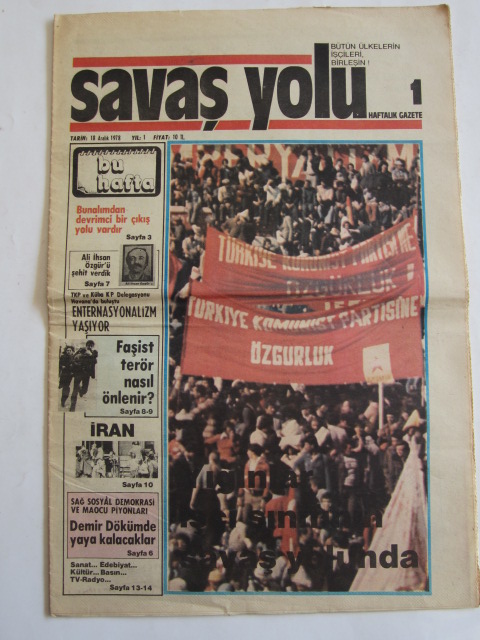 BÜTÜN ÜLKELERİN
İŞÇİLERİ,
BİRLEŞİN!
savaş yolu
1
HAFTALIK GAZETE
TARİH: 18 Aralık 1978 YIL: 1 FİYAT: 10 TL
bu
hafta
Bunalımdan
devrimci bir çıkış
yolu vardır
Sayfa 3
Ali İhsan
Özgür'ü
şehit verdik
Sayfa 7
TKP ve Küba KP Delegasyonu
Havana'da buluştu
ENTERNASYONALİZM
YAŞIYOR
Faşist
terör
nasıl
önlenir?
Sayfa 8-9
İRAN
Sayfa 10
SAĞ SOSYAL DEMOKRASİ
VE MAOCU PİYONLARI
Demir Dökümde
yaya kalacaklar
Sayfa 6
Sanat... Edebiyat...
Kültür... Basın...
TV-Radyo...
Sayfa 13-14
TÜRKİYE KOMÜNİST PARTİSİNE
ÖZGÜRLÜK!
TÜRKİYE KOMÜNİST PARTİSİNE
ÖZGÜRLÜK
savaş yolunda